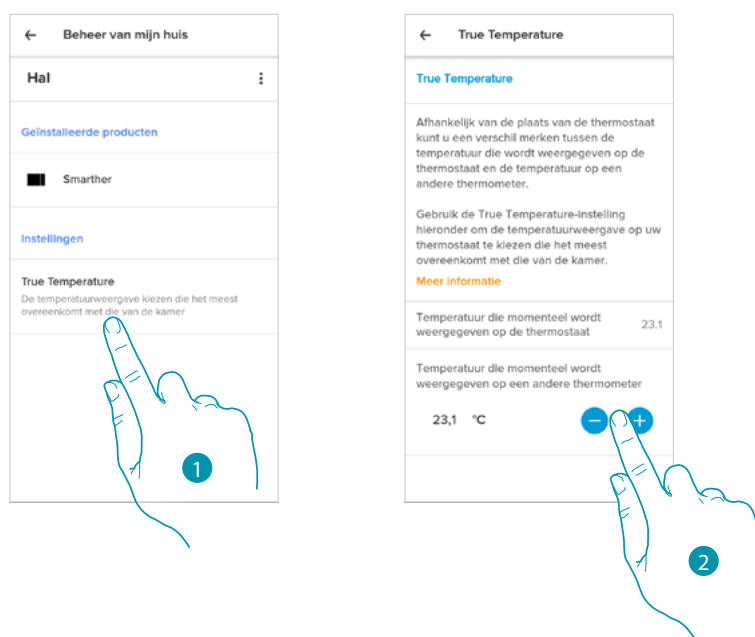 ← Beheer van mijn huis
Hal
Geïnstalleerde producten
Smarther
Instellingen
True Temperature
De temperatuurweergave kiezen die het meest
overeenkomt met die van de kamer
1
← True Temperature
True Temperature
Afhankelijk van de plaats van de thermostaat
kunt u een verschil merken tussen de
temperatuur die wordt weergegeven op de
thermostaat en de temperatuur op een
andere thermometer.
Gebruik de True Temperature-instelling
hieronder om de temperatuurweergave op uw
thermostaat te kiezen die het meest
overeenkomt met die van de kamer.
Meer informatie
Temperatuur die momenteel wordt
weergegeven op de thermostaat 23.1
Temperatuur die momenteel wordt
weergegeven op een andere thermometer
23,1 °C − +
2